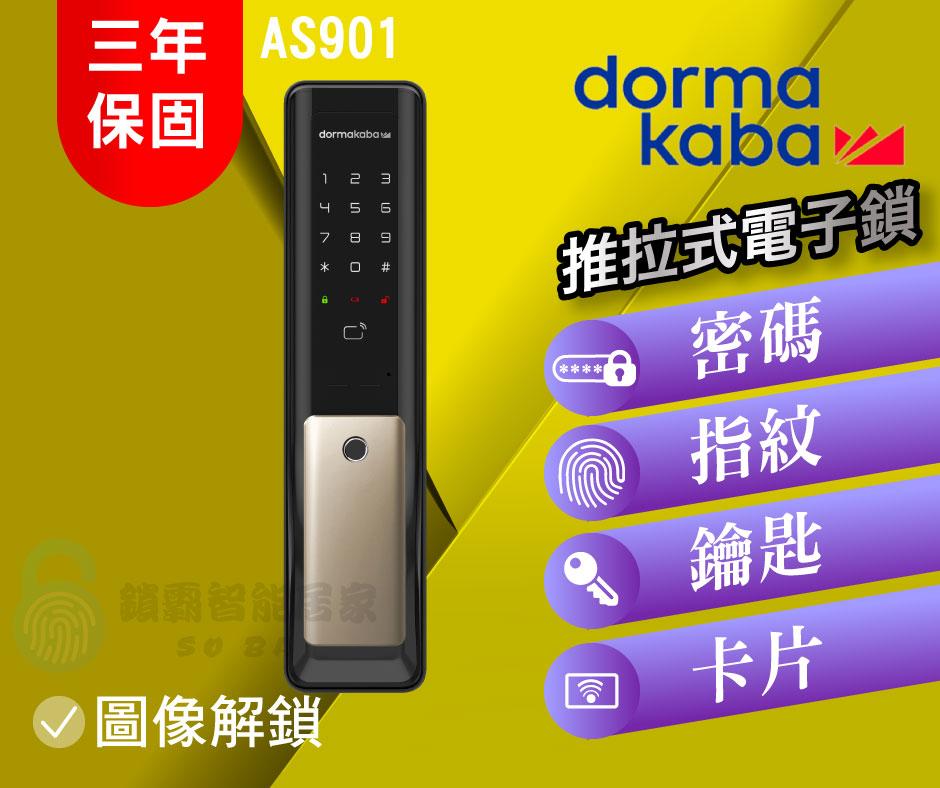 三年
保固
AS901
dormakaba
1 2 3
4 5 6
7 8 9
* 0 #
dorma
kaba
推拉式電子鎖
****
密碼
指紋
鑰匙
卡片
鎖霸智能居家
SO BA
圖像解鎖